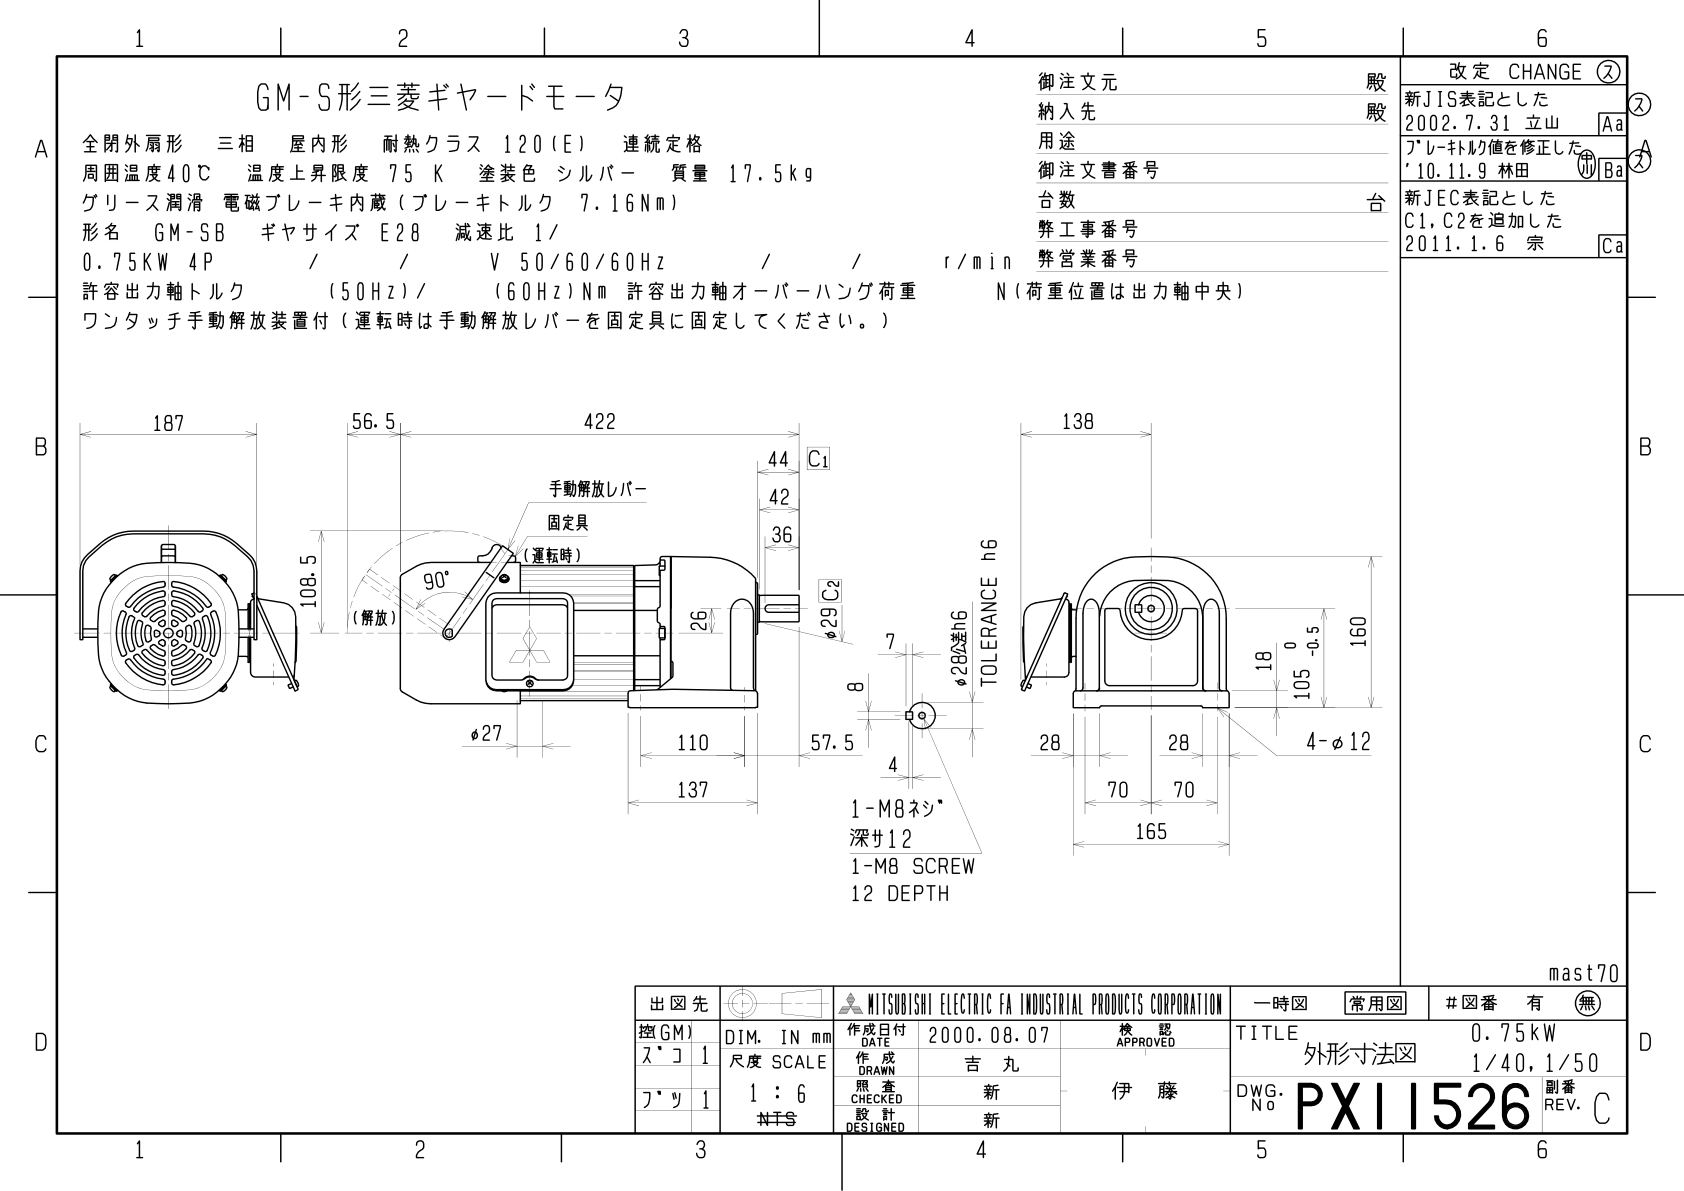 1 2 3 4 5 6
GM-S形三菱ギヤードモータ
全閉外扇形 三相 屋内形 耐熱クラス 120(E) 連続定格
周囲温度40℃ 温度上昇限度 75 K 塗装色 シルバー 質量 17.5kg
グリース潤滑 電磁ブレーキ内蔵(ブレーキトルク 7.16Nm)
形名 GM-SB ギヤサイズ E28 減速比 1/
0.75KW 4P / / V 50/60/60Hz / / r/min
許容出力軸トルク (50Hz)/ (60Hz)Nm 許容出力軸オーバーハング荷重 N(荷重位置は出力軸中央)
ワンタッチ手動解放装置付(運転時は手動解放レバーを固定具に固定してください。)
御注文元 殿
納入先 殿
用途
御注文書番号
台数 台
弊工事番号
弊営業番号
改定 CHANGE ス
新JIS表記とした
2002.7.31 立山 Aa
ス
ブレーキトルク値を修正した
'10.11.9 林田 中川 Ba
ス
新JEC表記とした
C1,C2を追加した
2011.1.6 宗 Ca
A A
B B
C C
D D
187
56.5
422
44 C1
42
36
手動解放レバー
固定具
(運転時)
90°
(解放)
108.5
26
φ29 C2
φ27
110
57.5
137
7
8
4
φ28公差h6
TOLERANCE h6
1-M8ネジ
深サ12
1-M8 SCREW
12 DEPTH
138
160
18
105 0 -0.5
28
28
4-φ12
70
70
165
mast70
出図先
控(GM)
ズコ 1
ブツ 1
DIM. IN mm
尺度 SCALE
1 : 6
NTS
MITSUBISHI ELECTRIC FA INDUSTRIAL PRODUCTS CORPORATION
作成日付 DATE 2000.08.07
作成 DRAWN 吉丸
照査 CHECKED 新
設計 DESIGNED 新
検認 APPROVED
伊藤
一時図 常用図 #図番 有 無
TITLE
外形寸法図
0.75kW
1/40,1/50
DWG. No PX11526
副番 REV. C
1 2 3 4 5 6